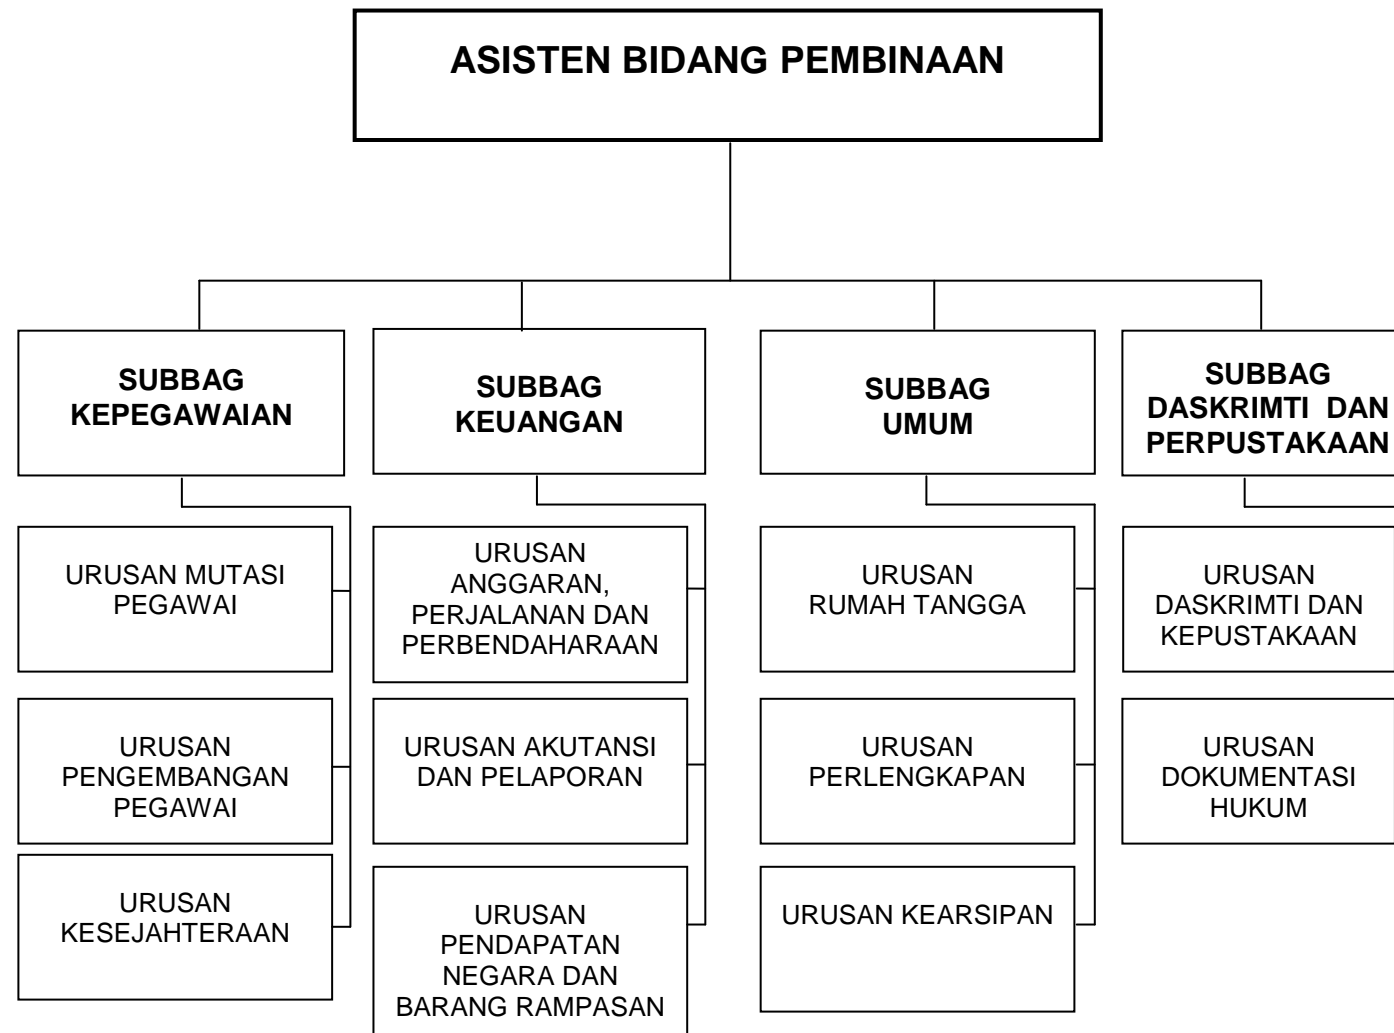 ASISTEN BIDANG PEMBINAAN
SUBBAG
KEPEGAWAIAN
SUBBAG
KEUANGAN
SUBBAG
UMUM
SUBBAG
DASKRIMTI DAN
PERPUSTAKAAN
URUSAN MUTASI
PEGAWAI
URUSAN
ANGGARAN,
PERJALANAN DAN
PERBENDAHARAAN
URUSAN
RUMAH TANGGA
URUSAN
DASKRIMTI DAN
KEPUSTAKAAN
URUSAN
PENGEMBANGAN
PEGAWAI
URUSAN AKUTANSI
DAN PELAPORAN
URUSAN
PERLENGKAPAN
URUSAN
DOKUMENTASI
HUKUM
URUSAN
KESEJAHTERAAN
URUSAN
PENDAPATAN
NEGARA DAN
BARANG RAMPASAN
URUSAN KEARSIPAN